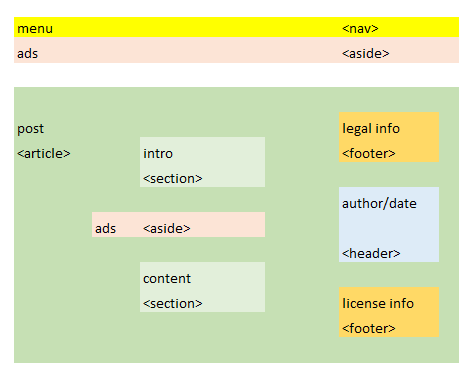 menu <nav>
ads <aside>
post legal info
<article> intro <footer>
<section>
author/date
ads <aside>
<header>
content
<section> license info
<footer>